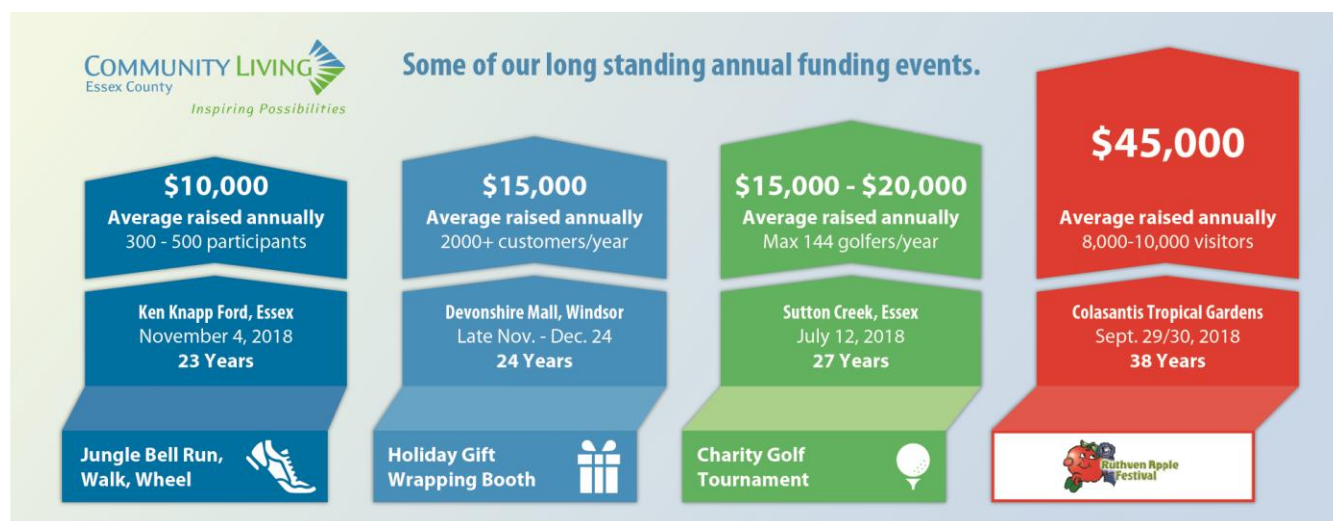 COMMUNITY LIVING
Essex County
Inspiring Possibilities
Some of our long standing annual funding events.
$10,000
Average raised annually
300 - 500 participants
Ken Knapp Ford, Essex
November 4, 2018
23 Years
Jungle Bell Run,
Walk, Wheel
$15,000
Average raised annually
2000+ customers/year
Devonshire Mall, Windsor
Late Nov. - Dec. 24
24 Years
Holiday Gift
Wrapping Booth
$15,000 - $20,000
Average raised annually
Max 144 golfers/year
Sutton Creek, Essex
July 12, 2018
27 Years
Charity Golf
Tournament
$45,000
Average raised annually
8,000-10,000 visitors
Colasantis Tropical Gardens
Sept. 29/30, 2018
38 Years
Ruthven Apple
Festival